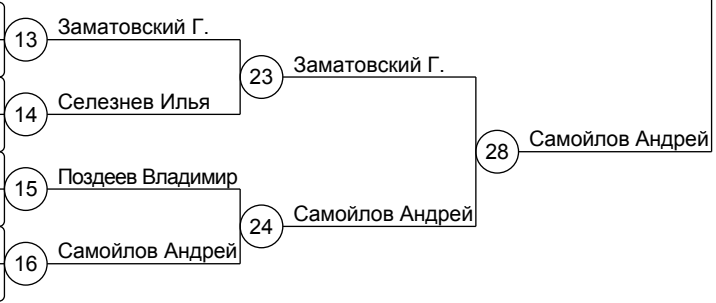 13
Заматовский Г.
23
Заматовский Г.
14
Селезнев Илья
28
Самойлов Андрей
15
Поздеев Владимир
24
Самойлов Андрей
16
Самойлов Андрей